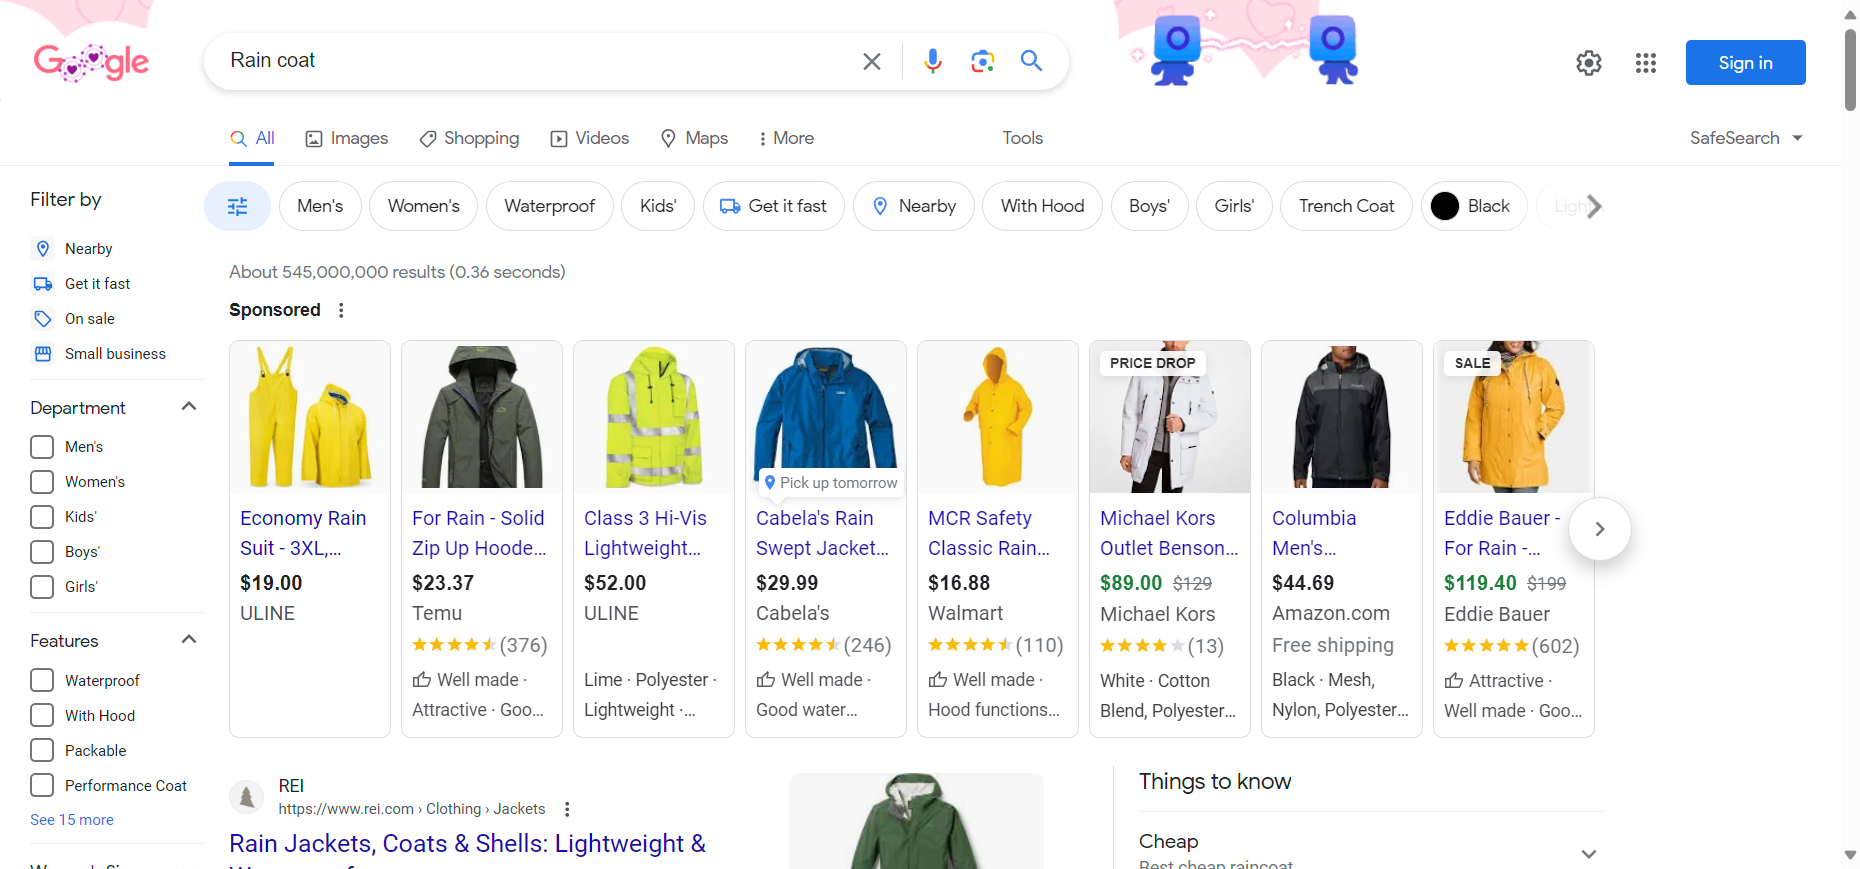 Google
Rain coat
Sign in
All
Images
Shopping
Videos
Maps
More
Tools
SafeSearch
Filter by
Nearby
Get it fast
On sale
Small business
Department
Men's
Women's
Kids'
Boys'
Girls'
Features
Waterproof
With Hood
Packable
Performance Coat
See 15 more
Men's
Women's
Waterproof
Kids'
Get it fast
Nearby
With Hood
Boys'
Girls'
Trench Coat
Black
Light
About 545,000,000 results (0.36 seconds)
Sponsored
Economy Rain
Suit - 3XL,...
$19.00
ULINE
For Rain - Solid
Zip Up Hoode...
$23.37
Temu
(376)
Well made ·
Attractive · Goo...
Class 3 Hi-Vis
Lightweight...
$52.00
ULINE
Lime · Polyester ·
Lightweight ·...
Pick up tomorrow
Cabela's Rain
Swept Jacket...
$29.99
Cabela's
(246)
Well made ·
Good water...
MCR Safety
Classic Rain...
$16.88
Walmart
(110)
Well made ·
Hood functions...
PRICE DROP
Michael Kors
Outlet Benson...
$89.00 $129
Michael Kors
(13)
White · Cotton
Blend, Polyester...
Columbia
Men's...
$44.69
Amazon.com
Free shipping
Black · Mesh,
Nylon, Polyester...
SALE
Eddie Bauer -
For Rain -...
$119.40 $199
Eddie Bauer
(602)
Attractive ·
Well made · Goo...
REI
https://www.rei.com › Clothing › Jackets
Rain Jackets, Coats & Shells: Lightweight &
Things to know
Cheap
Best cheap raincoat